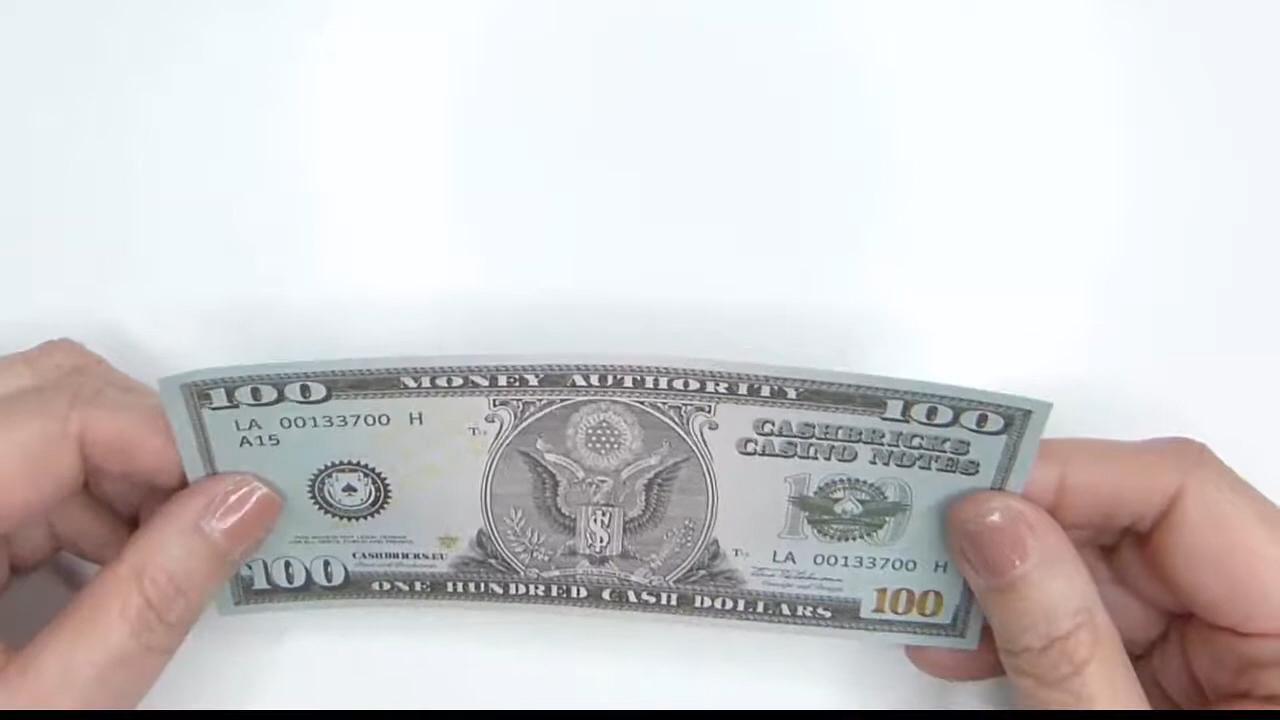 100 MONEY AUTHORITY 100
LA 00133700 H
A15
CASHBRICKS
CASINO NOTES
100
CASHBRICKS.EU
LA 00133700 H
100 ONE HUNDRED CASH DOLLARS 100